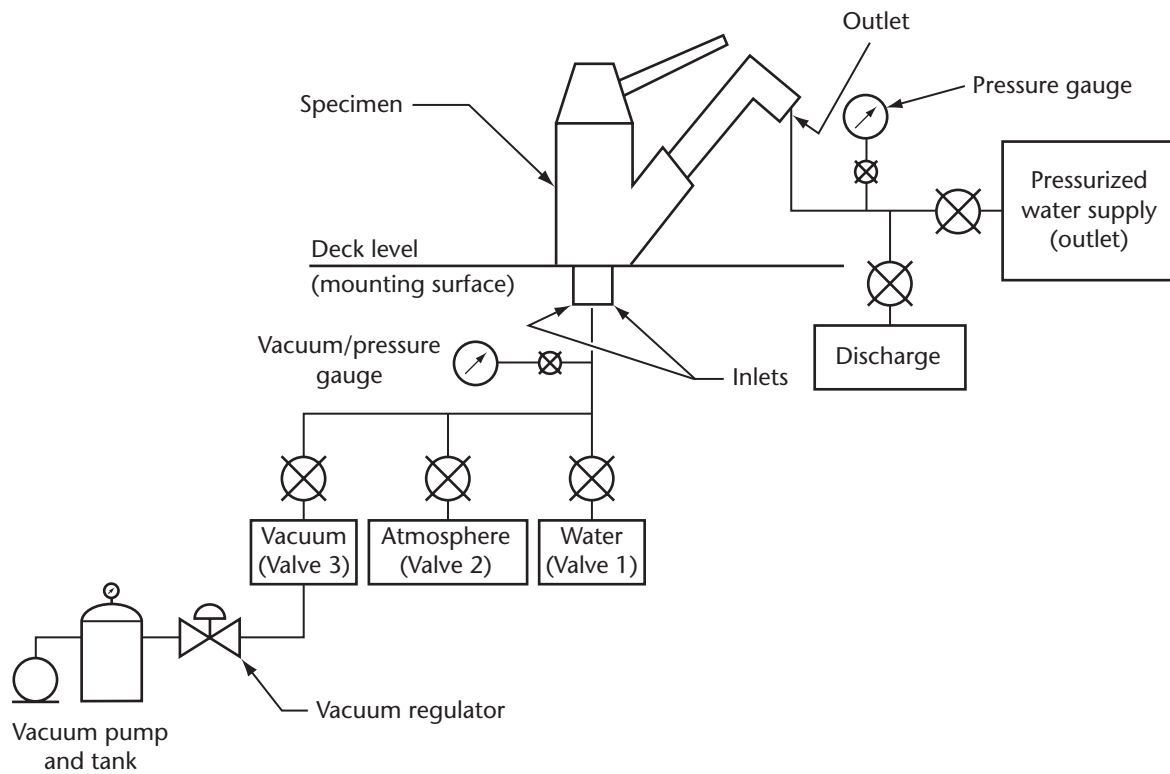 Outlet
Pressure gauge
Specimen
Pressurized
water supply
(outlet)
Deck level
(mounting surface)
Vacuum/pressure
gauge
Inlets
Discharge
Vacuum
(Valve 3)
Atmosphere
(Valve 2)
Water
(Valve 1)
Vacuum regulator
Vacuum pump
and tank